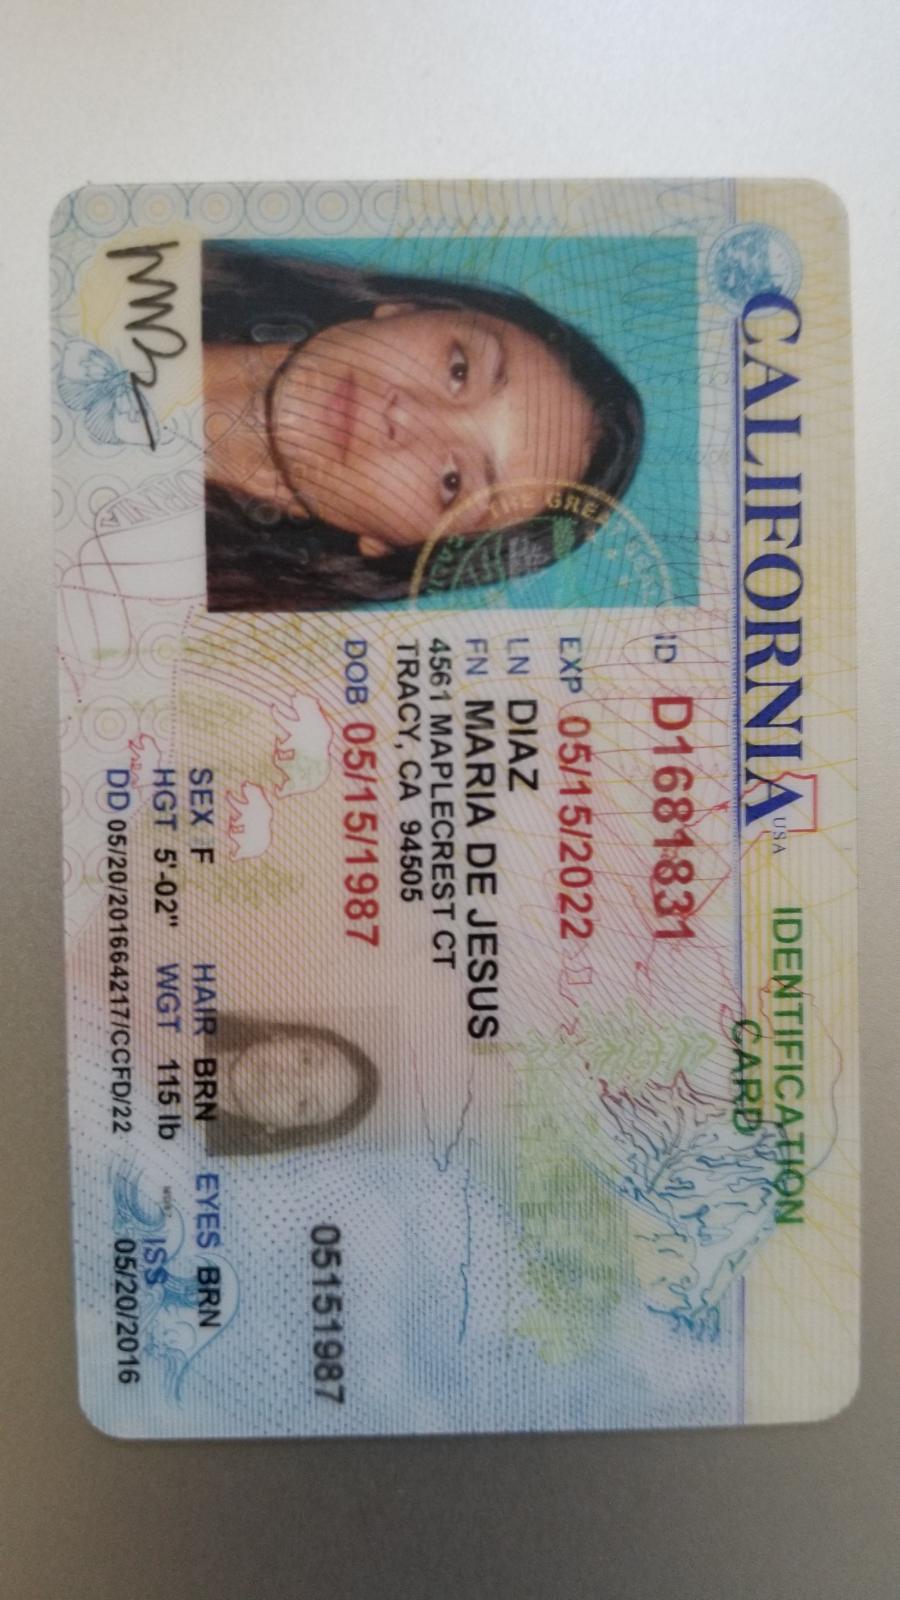 CALIFORNIA USA IDENTIFICATION CARD
ID D1681831
EXP 05/15/2022
LN DIAZ
FN MARIA DE JESUS
4561 MAPLECREST CT
TRACY, CA 94505
DOB 05/15/1987
05151987
SEX F HAIR BRN EYES BRN
HGT 5'-02" WGT 115 lb ISS
DD 05/20/201664217/CCFD/22 05/20/2016
THE GREAT SEAL